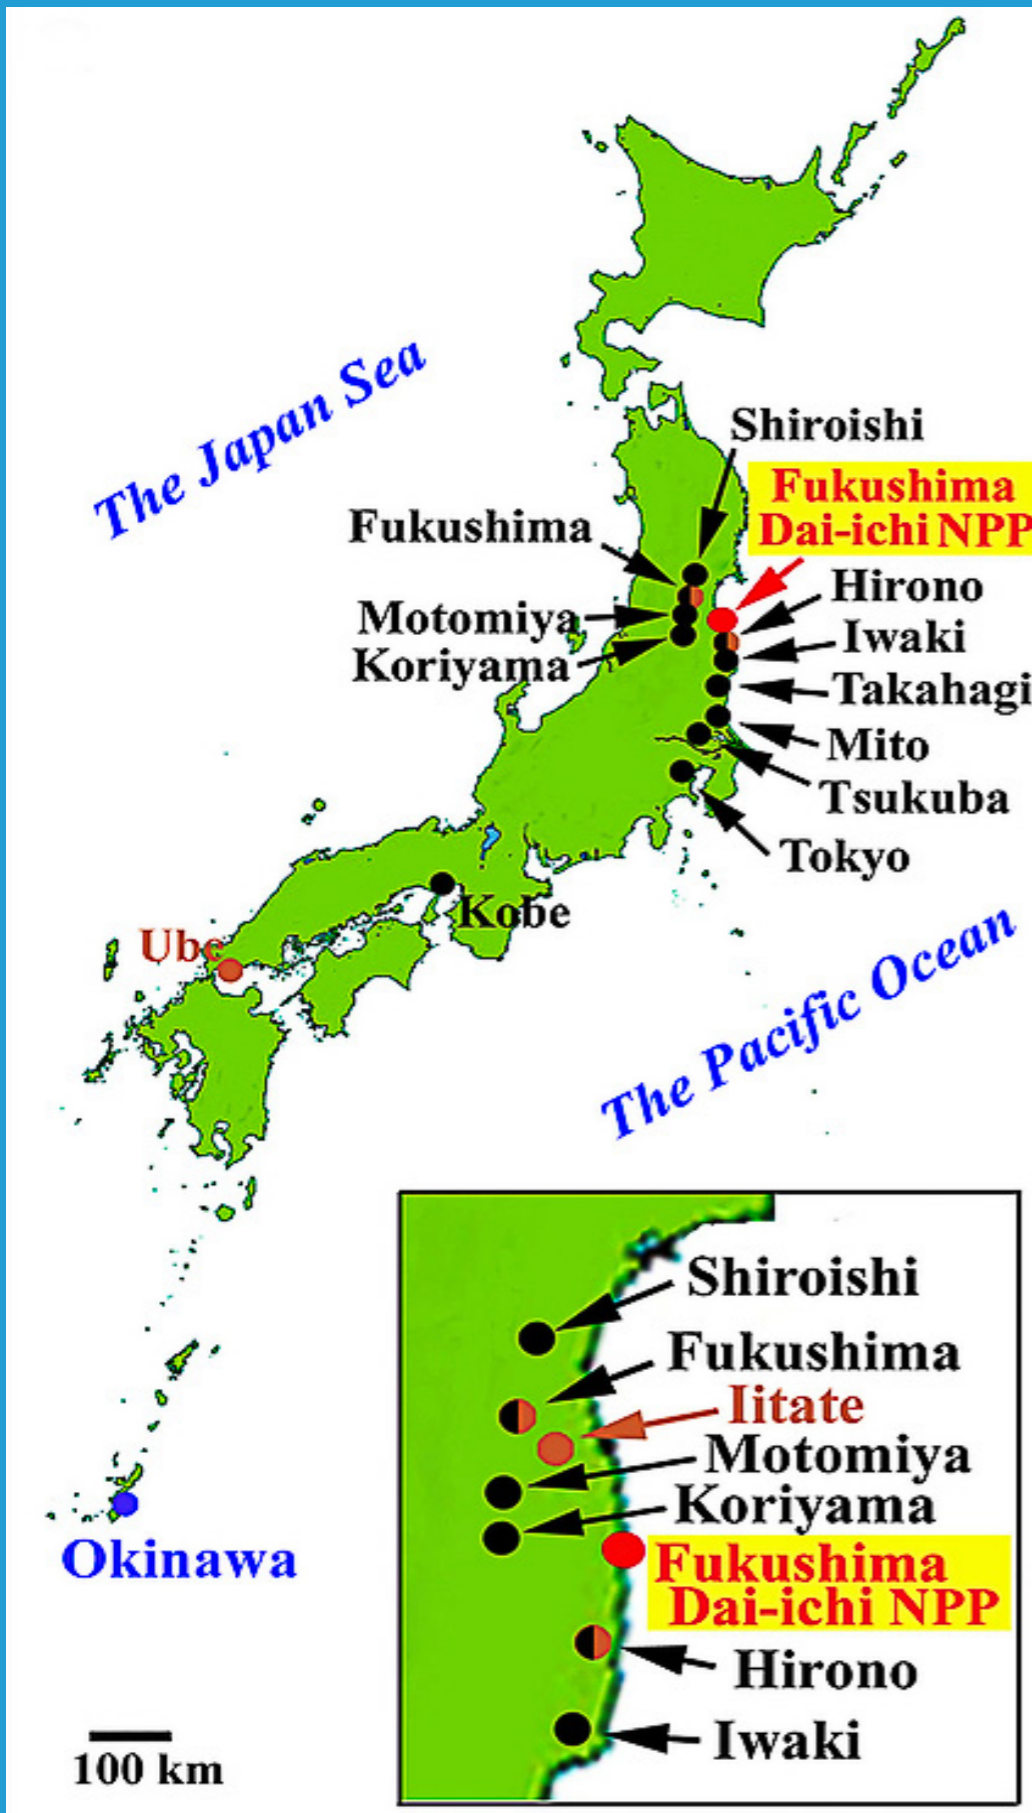 The Japan Sea
Shiroishi
Fukushima
Dai-ichi NPP
Fukushima
Hirono
Motomiya
Iwaki
Koriyama
Takahagi
Mito
Tsukuba
Tokyo
Kobe
Ube
The Pacific Ocean
Okinawa
100 km
Shiroishi
Fukushima
Iitate
Motomiya
Koriyama
Fukushima
Dai-ichi NPP
Hirono
Iwaki